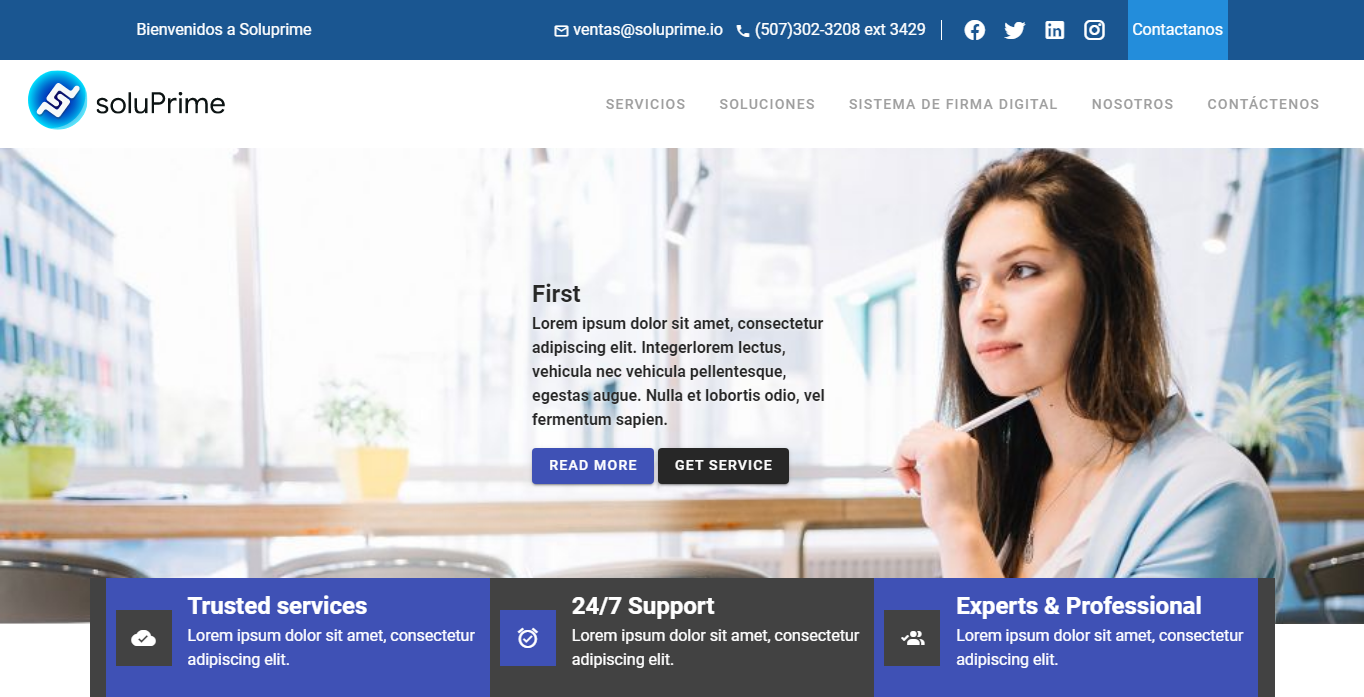 Bienvenidos a Soluprime
ventas@soluprime.io (507)302-3208 ext 3429
Contactanos
soluPrime
SERVICIOS SOLUCIONES SISTEMA DE FIRMA DIGITAL NOSOTROS CONTÁCTENOS
First
Lorem ipsum dolor sit amet, consectetur
adipiscing elit. Integerlorem lectus,
vehicula nec vehicula pellentesque,
egestas augue. Nulla et lobortis odio, vel
fermentum sapien.
READ MORE GET SERVICE
Trusted services
Lorem ipsum dolor sit amet, consectetur
adipiscing elit.
24/7 Support
Lorem ipsum dolor sit amet, consectetur
adipiscing elit.
Experts & Professional
Lorem ipsum dolor sit amet, consectetur
adipiscing elit.